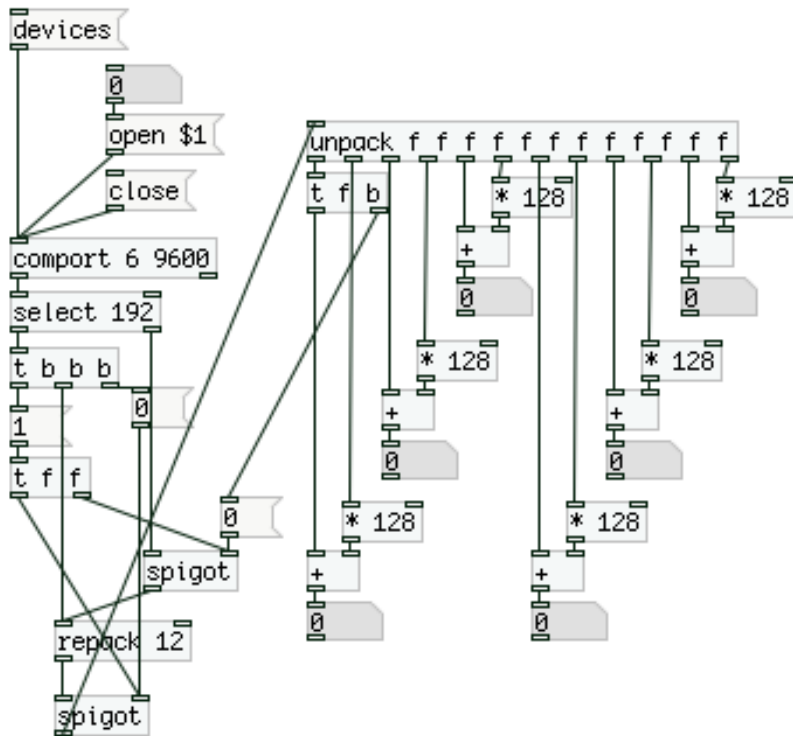 devices
0
open $1
close
comport 6 9600
select 192
t b b b
0
1
t f f
0
spigot
repack 12
spigot
unpack f f f f f f f f f f f f
t f b
* 128
* 128
+
+
0
0
* 128
* 128
+
+
0
0
* 128
* 128
+
+
0
0